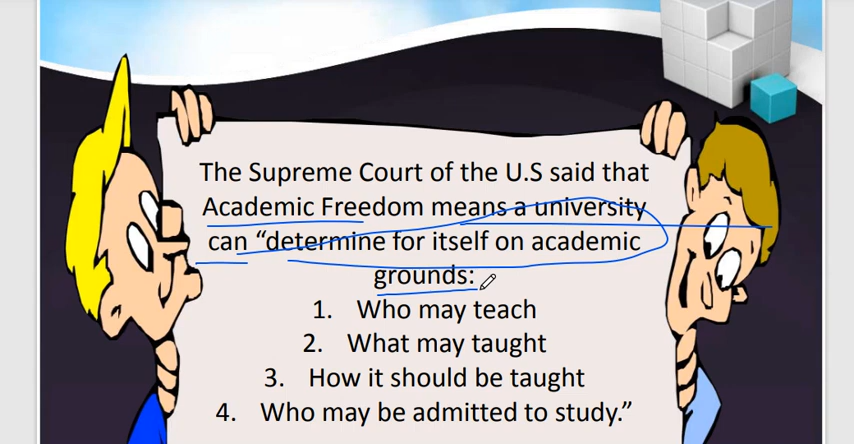 The Supreme Court of the U.S said that
Academic Freedom means a university
can “determine for itself on academic
grounds:
1. Who may teach
2. What may taught
3. How it should be taught
4. Who may be admitted to study.”